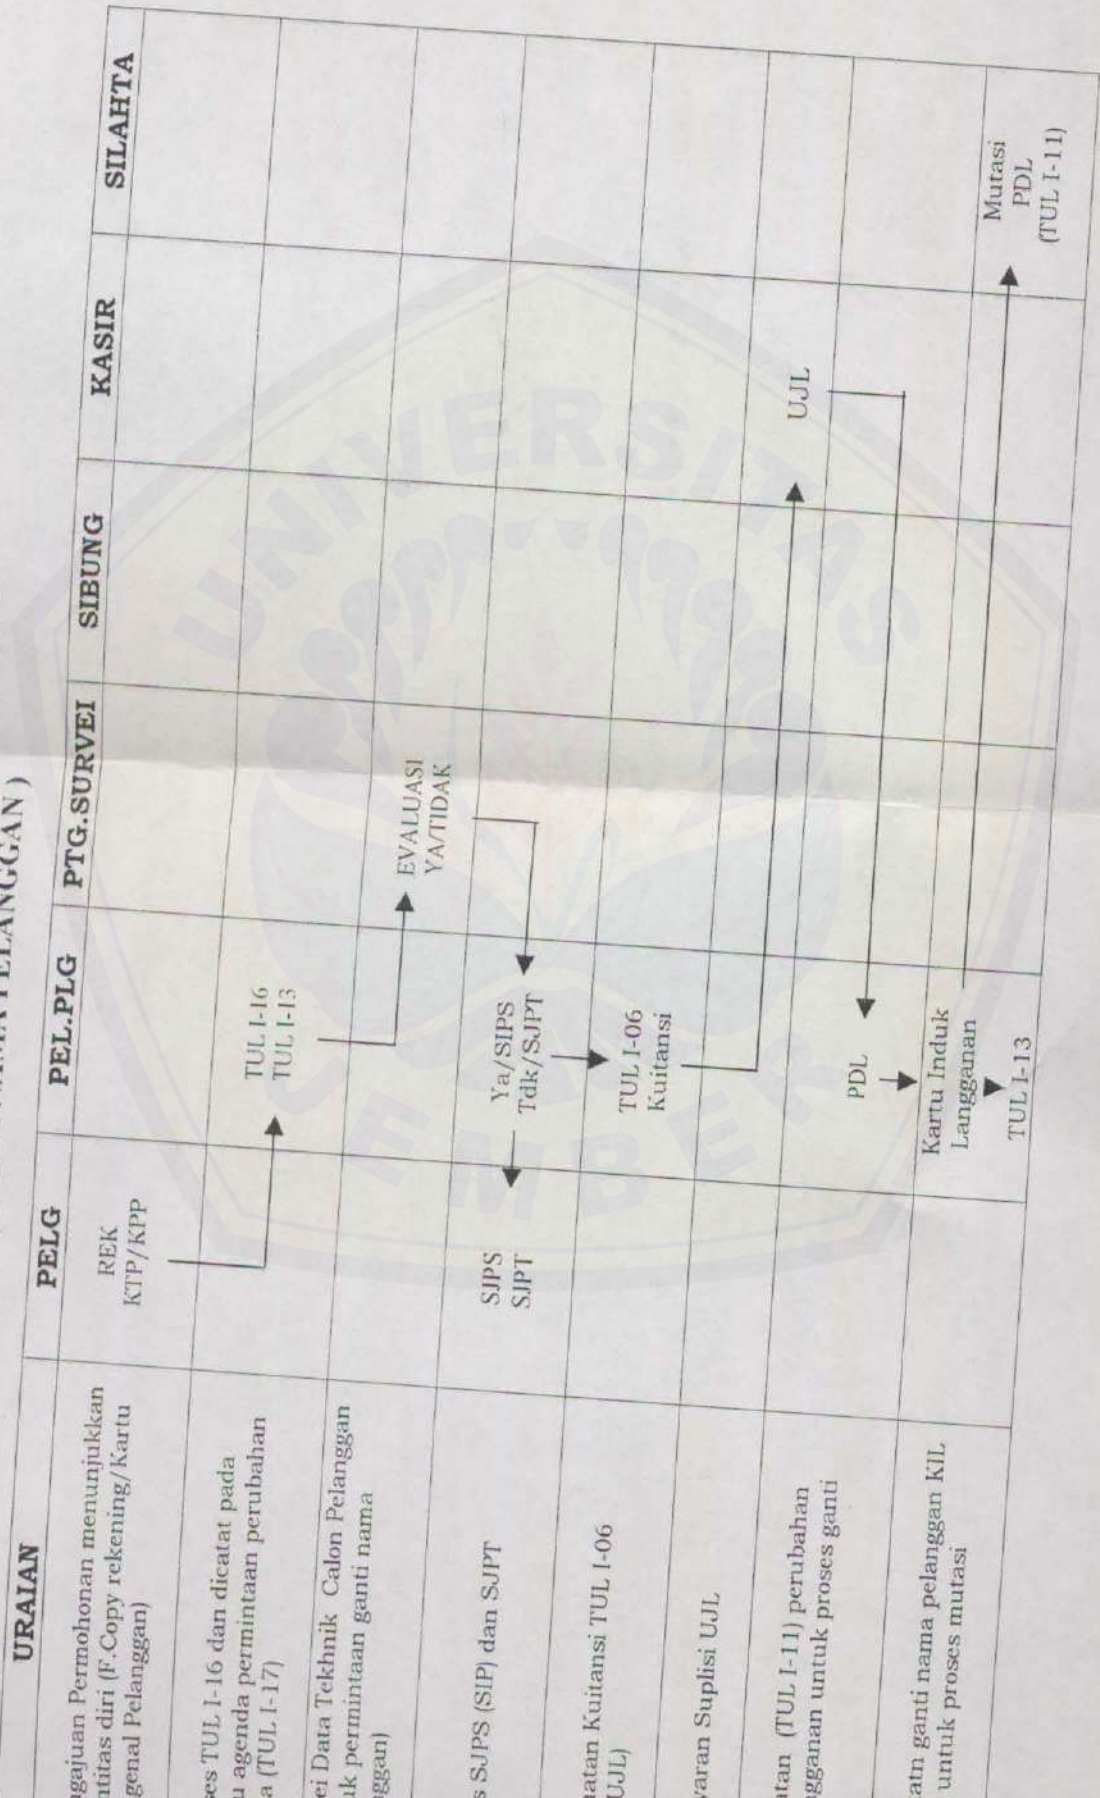 URAIAN
PELG
PEL.PLG
PTG.SURVEI
SIBUNG
KASIR
SILAHTA
gajuan Permohonan menunjukkan
ntitas diri (F.Copy rekening/Kartu
genal Pelanggan)
REK
KTP/KPP
es TUL I-16 dan dicatat pada
u agenda permintaan perubahan
a (TUL I-17)
TUL I-16
TUL I-13
ei Data Tekhnik Calon Pelanggan
uk permintaan ganti nama
ggan)
EVALUASI
YA/TIDAK
s SJPS (SIP) dan SJPT
SJPS
SJPT
Ya/SIPS
Tdk/SJPT
atan Kuitansi TUL I-06
UJL)
TUL I-06
Kuitansi
yaran Suplisi UJL
UJL
tan (TUL I-11) perubahan
gganan untuk proses ganti
PDL
atn ganti nama pelanggan KIL
untuk proses mutasi
Kartu Induk
Langganan
TUL I-13
Mutasi
PDL
(TUL I-11)
UNIVERSITAS
JEMBER